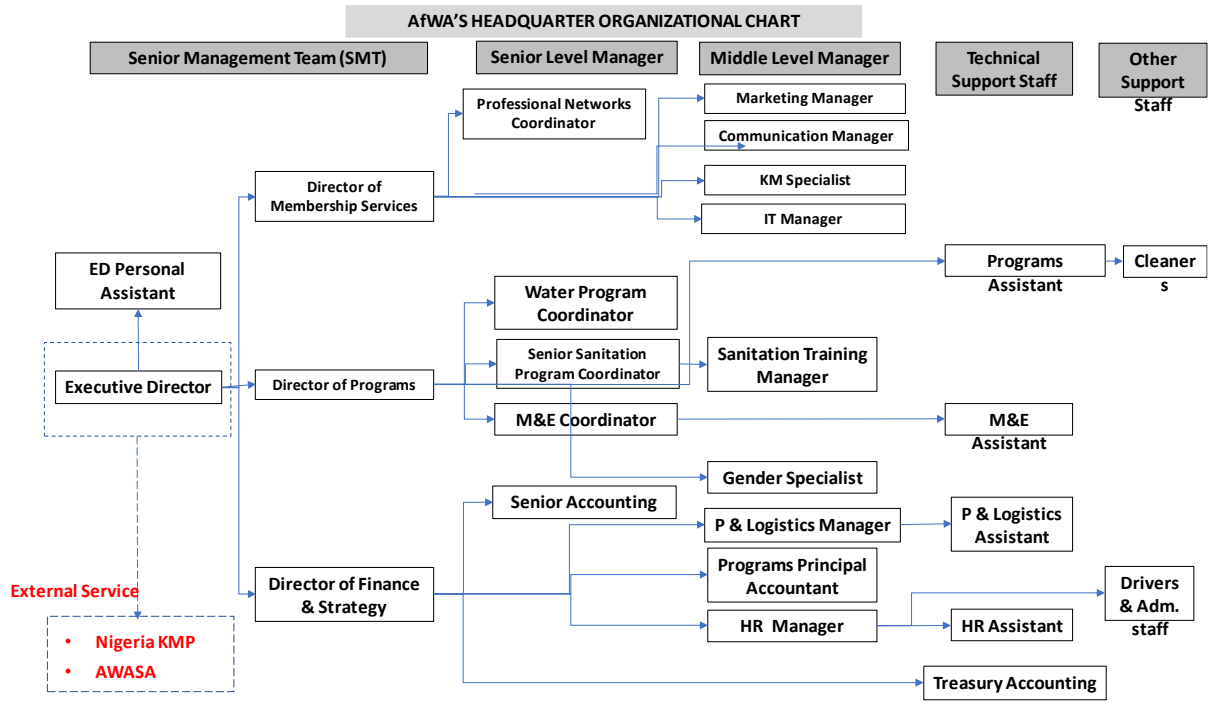 AfWA'S HEADQUARTER ORGANIZATIONAL CHART
Senior Management Team (SMT)
Senior Level Manager
Middle Level Manager
Technical
Support Staff
Other
Support
Staff
Professional Networks
Coordinator
Marketing Manager
Communication Manager
Director of
Membership Services
KM Specialist
IT Manager
ED Personal
Assistant
Programs
Assistant
Cleaner
s
Water Program
Coordinator
Senior Sanitation
Program Coordinator
Sanitation Training
Manager
Executive Director
Director of Programs
M&E Coordinator
M&E
Assistant
Gender Specialist
Senior Accounting
P & Logistics Manager
P & Logistics
Assistant
External Service
Director of Finance
& Strategy
Programs Principal
Accountant
Drivers
& Adm.
staff
HR Manager
HR Assistant
• Nigeria KMP
• AWASA
Treasury Accounting